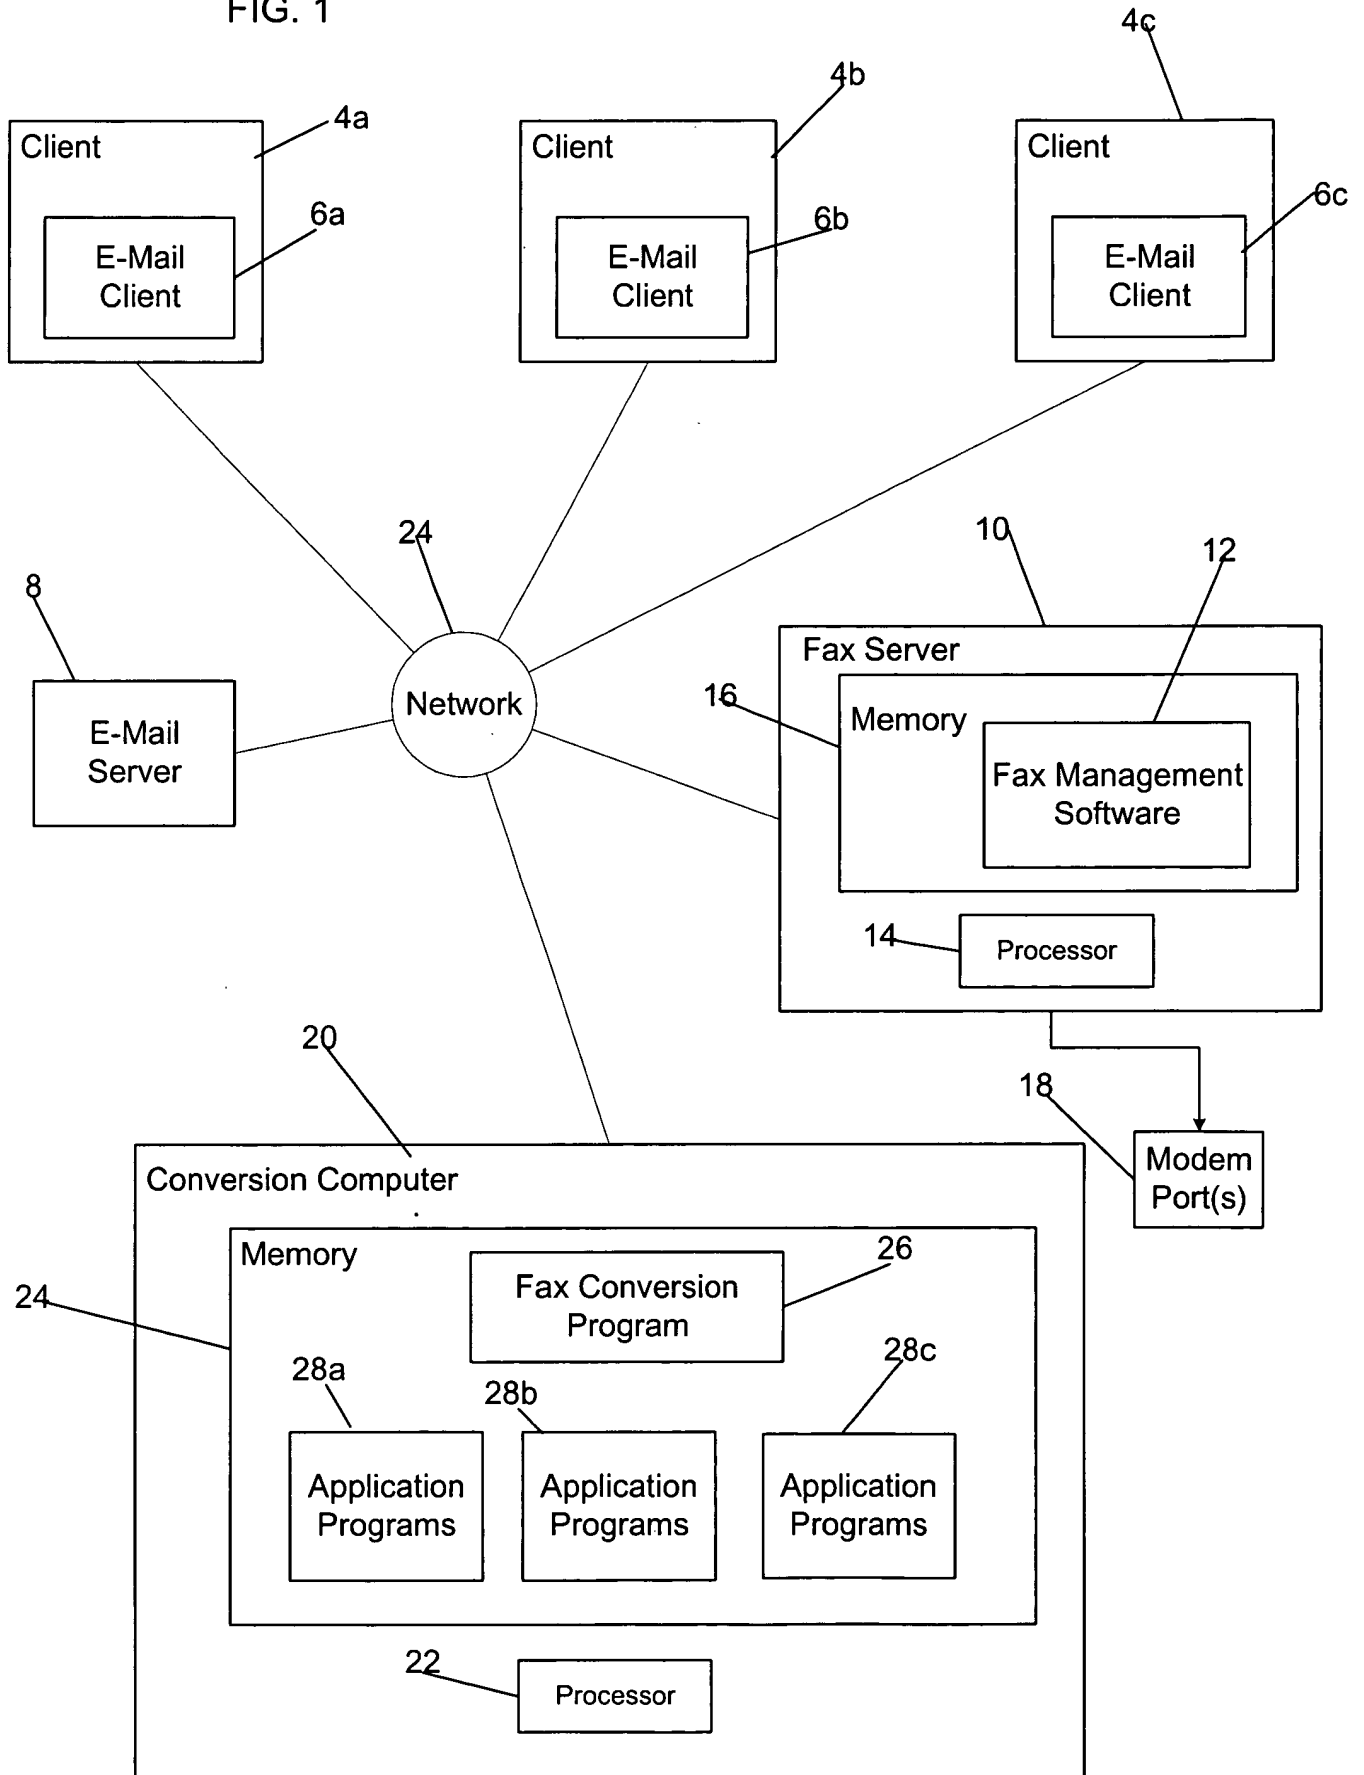 FIG. 1
4c
4b
4a
Client
Client
Client
6a
6b
6c
E-Mail
Client
E-Mail
Client
E-Mail
Client
24
10
12
8
Fax Server
16
Memory
Network
E-Mail
Server
Fax Management
Software
14
Processor
20
18
Modem
Port(s)
Conversion Computer
Memory
26
Fax Conversion
Program
24
28a
28b
28c
Application
Programs
Application
Programs
Application
Programs
22
Processor